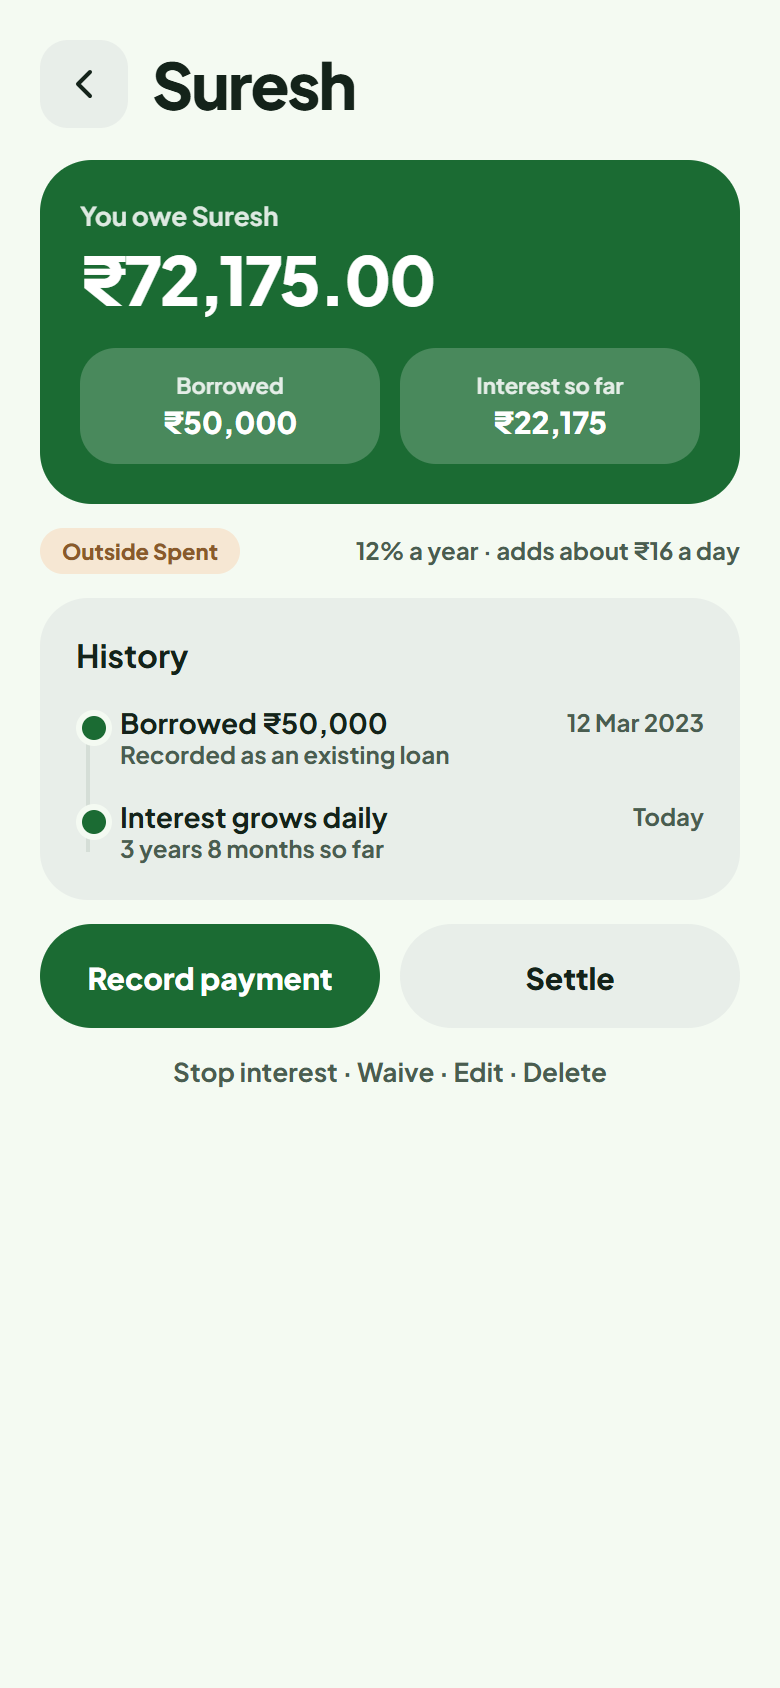 Suresh
You owe Suresh
₹72,175.00
Borrowed
₹50,000
Interest so far
₹22,175
Outside Spent
12% a year · adds about ₹16 a day
History
Borrowed ₹50,000
12 Mar 2023
Recorded as an existing loan
Interest grows daily
Today
3 years 8 months so far
Record payment
Settle
Stop interest · Waive · Edit · Delete